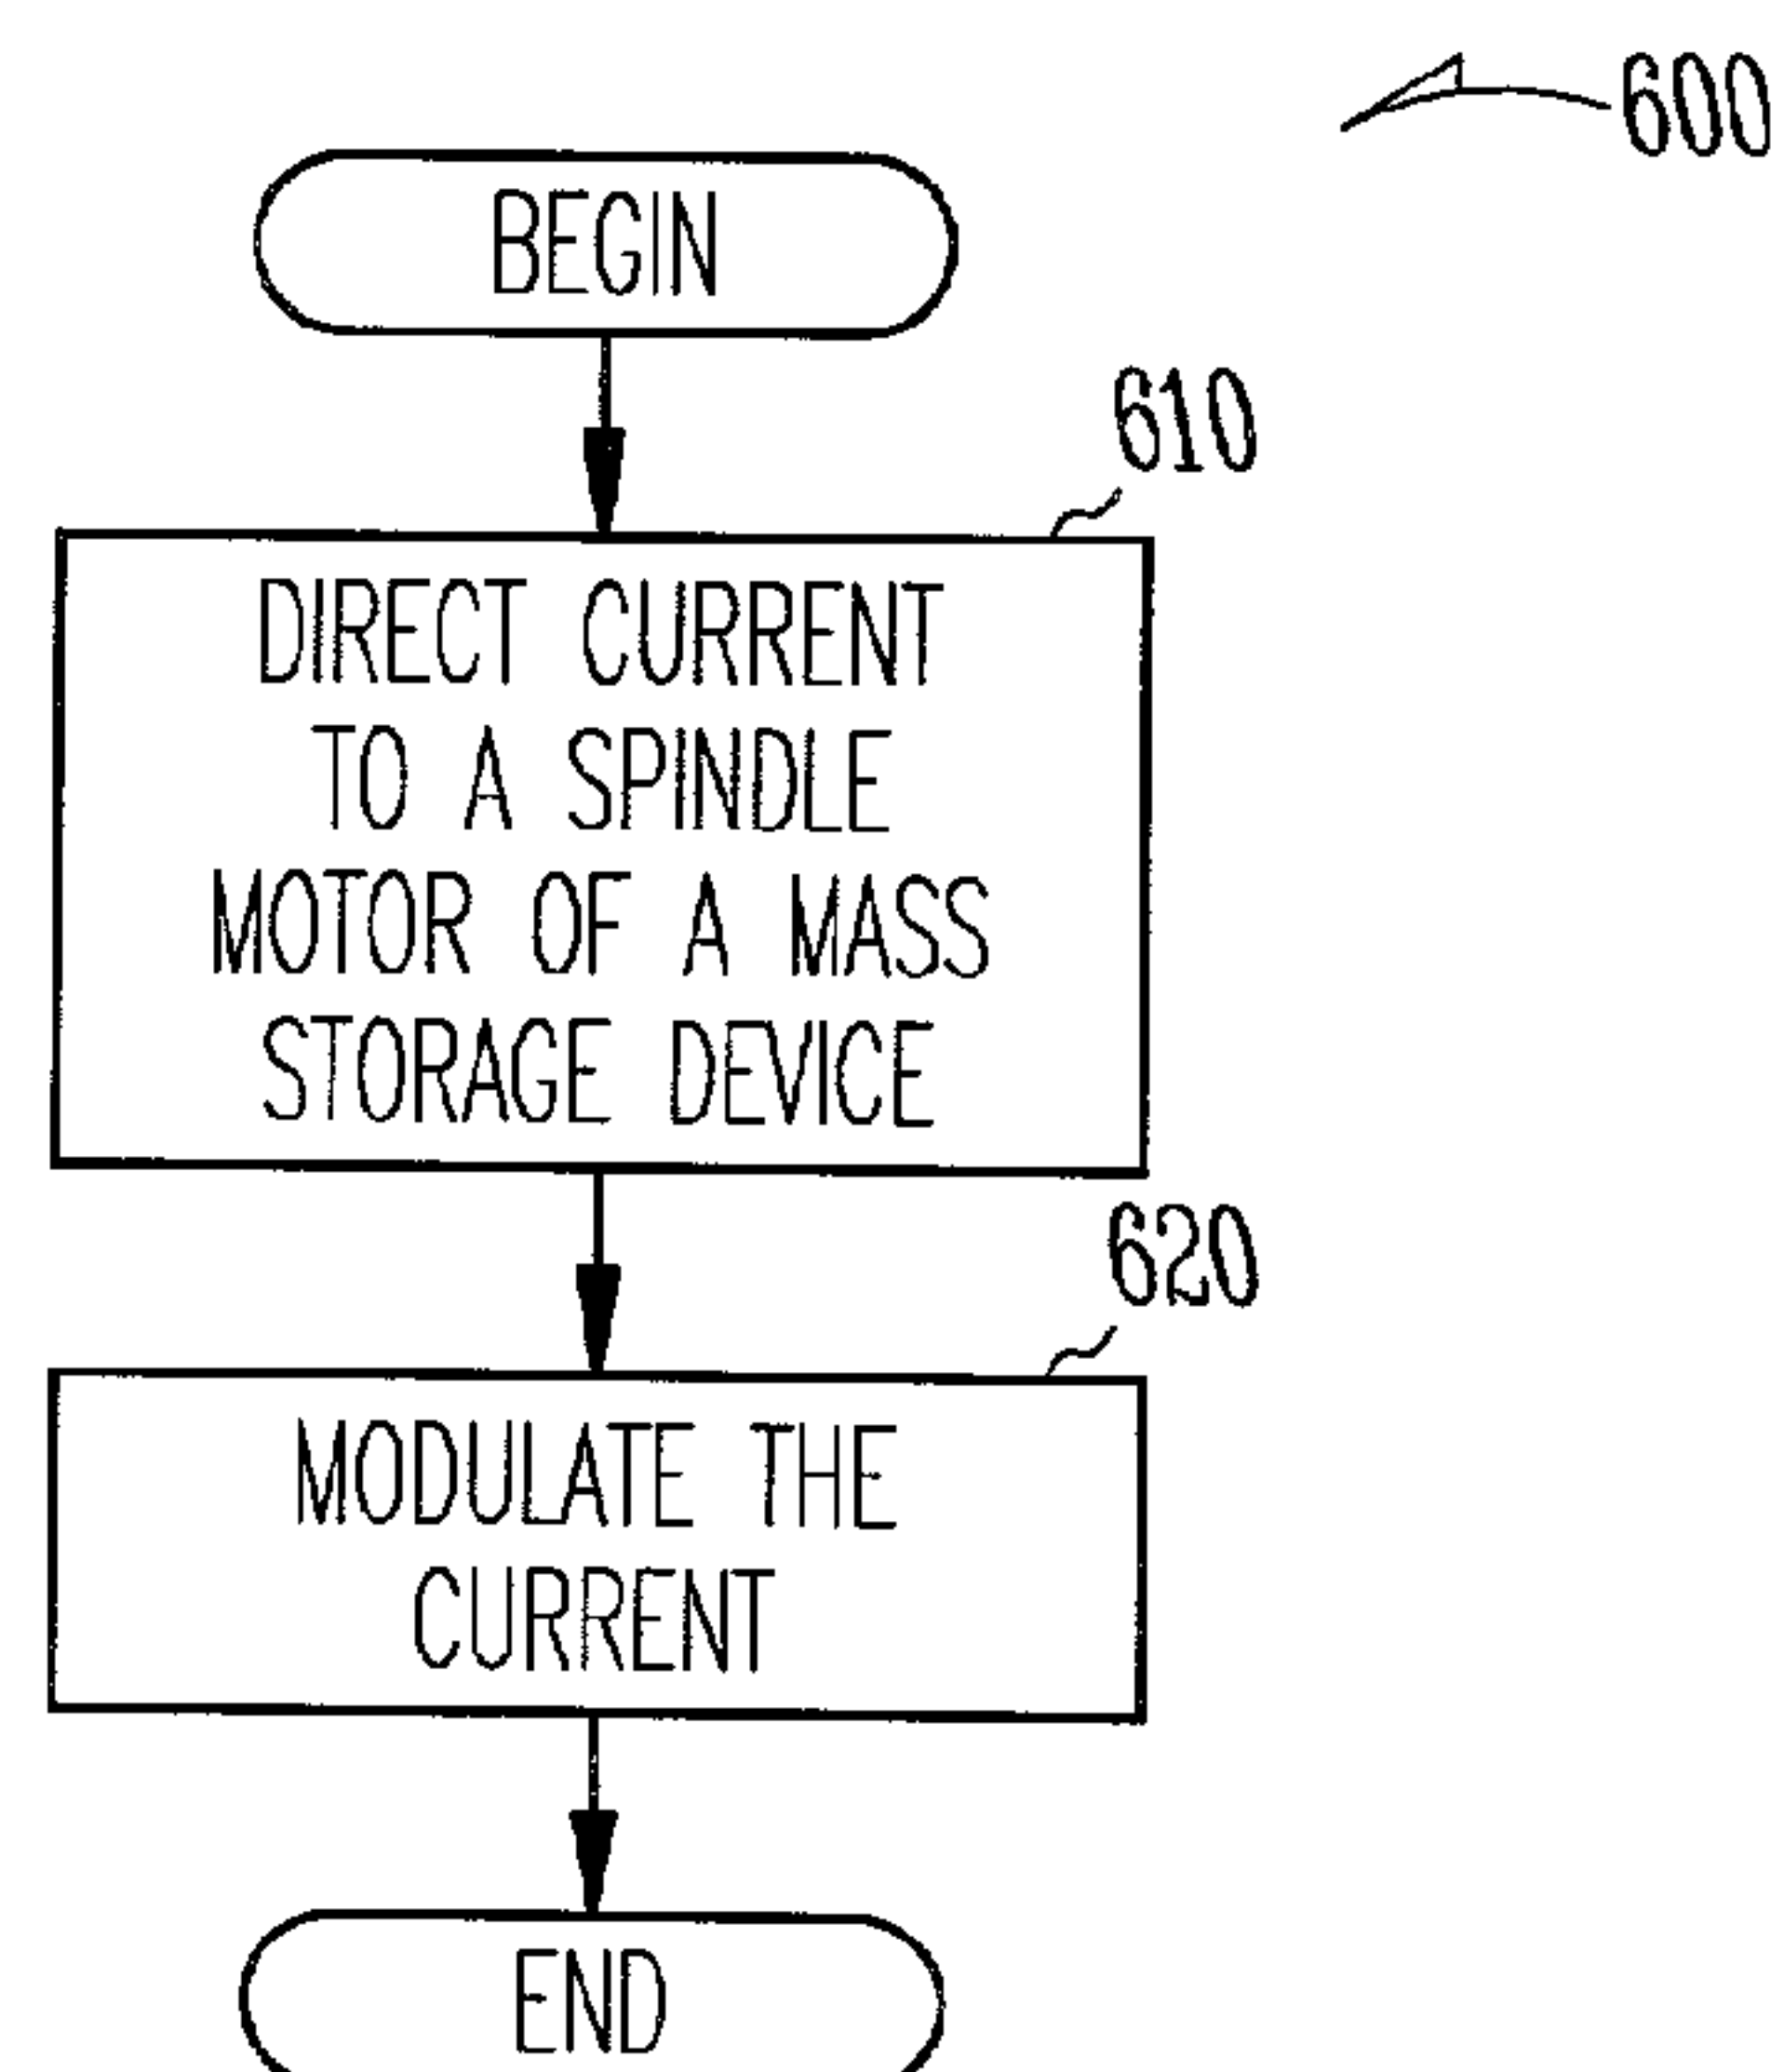 600
BEGIN
610
DIRECT CURRENT
TO A SPINDLE
MOTOR OF A MASS
STORAGE DEVICE
620
MODULATE THE
CURRENT
END